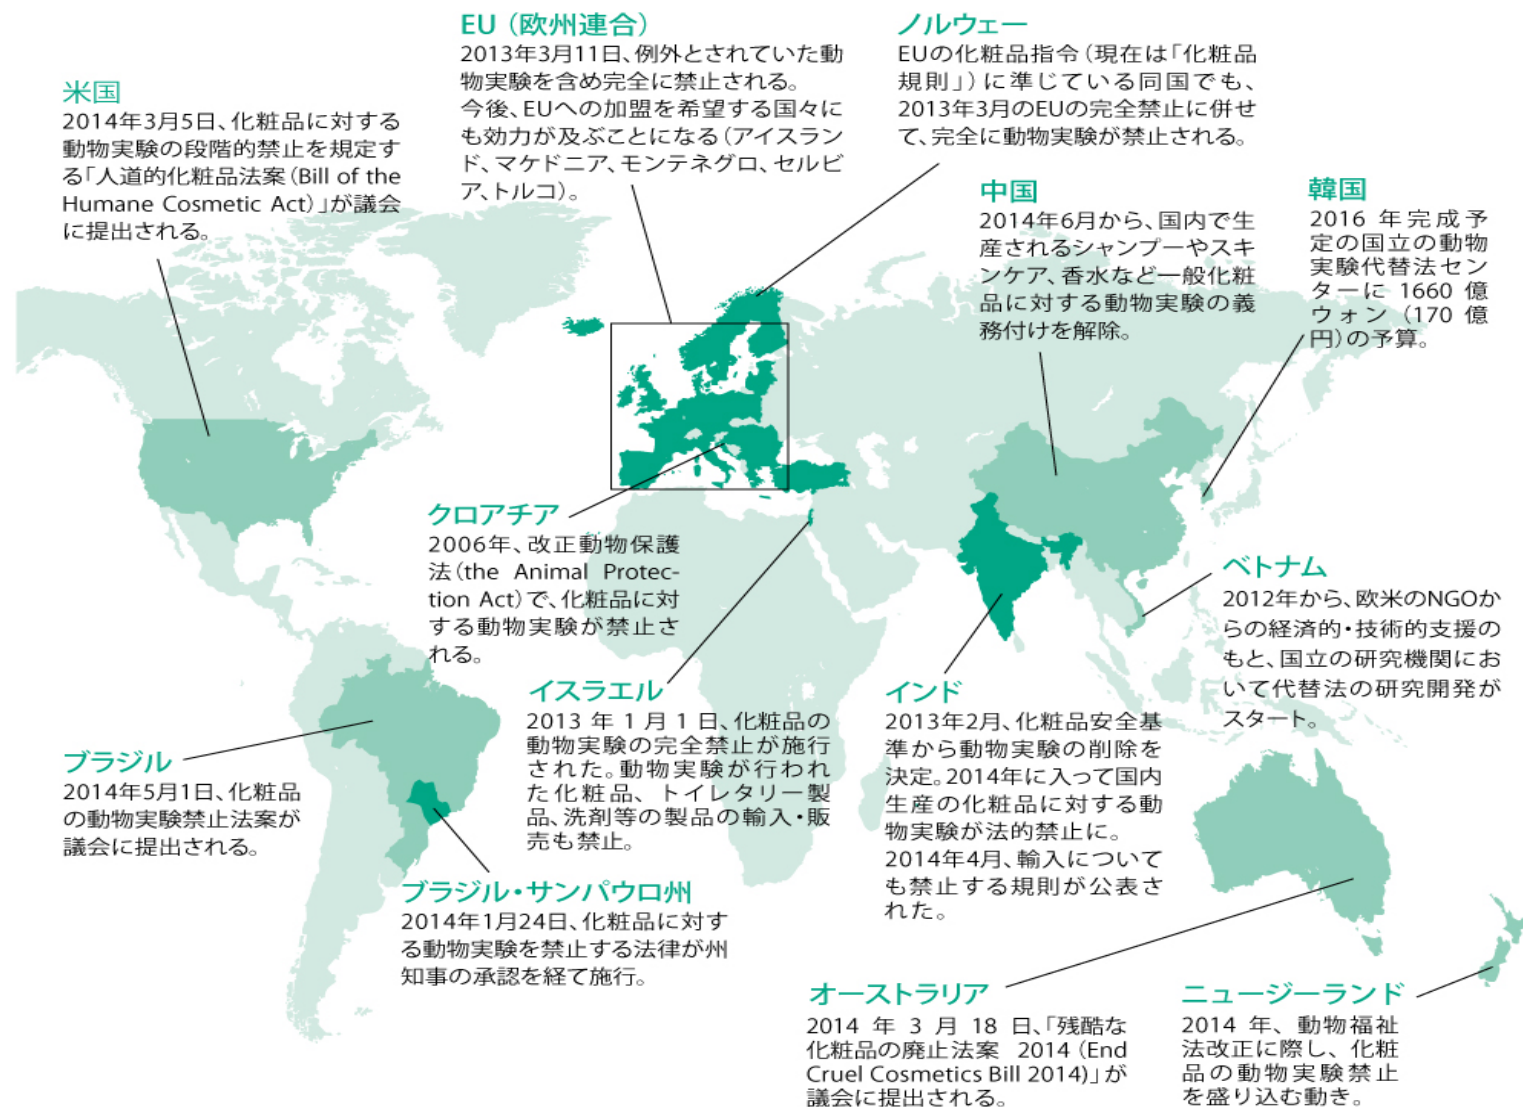 EU（欧州連合）
2013年3月11日、例外とされていた動
物実験を含め完全に禁止される。
今後、EUへの加盟を希望する国々に
も効力が及ぶことになる（アイスラン
ド、マケドニア、モンテネグロ、セルビ
ア、トルコ）。
ノルウェー
EUの化粧品指令（現在は「化粧品
規則」）に準じている同国でも、
2013年3月のEUの完全禁止に併せ
て、完全に動物実験が禁止される。
米国
2014年3月5日、化粧品に対する
動物実験の段階的禁止を規定す
る「人道的化粧品法案（Bill of the
Humane Cosmetic Act）」が議会
に提出される。
中国
2014年6月から、国内で生
産されるシャンプーやスキ
ンケア、香水など一般化粧
品に対する動物実験の義
務付けを解除。
韓国
2016 年完成予
定の国立の動物
実験代替法セン
ターに 1660 億
ウォン（170 億
円）の予算。
クロアチア
2006年、改正動物保護
法（the Animal Protec-
tion Act）で、化粧品に対
する動物実験が禁止さ
れる。
ベトナム
2012年から、欧米のNGOか
らの経済的・技術的支援の
もと、国立の研究機関にお
いて代替法の研究開発が
スタート。
イスラエル
2013 年 1 月 1 日、化粧品の
動物実験の完全禁止が施行
された。動物実験が行われ
た化粧品、トイレタリー製
品、洗剤等の製品の輸入・販
売も禁止。
インド
2013年2月、化粧品安全基
準から動物実験の削除を
決定。2014年に入って国内
生産の化粧品に対する動
物実験が法的禁止に。
2014年4月、輸入について
も禁止する規則が公表さ
れた。
ブラジル
2014年5月1日、化粧品
の動物実験禁止法案が
議会に提出される。
ブラジル・サンパウロ州
2014年1月24日、化粧品に対す
る動物実験を禁止する法律が州
知事の承認を経て施行。
オーストラリア
2014 年 3 月 18 日、「残酷な
化粧品の廃止法案 2014（End
Cruel Cosmetics Bill 2014)」が
議会に提出される。
ニュージーランド
2014 年、動物福祉
法改正に際し、化粧
品の動物実験禁止
を盛り込む動き。